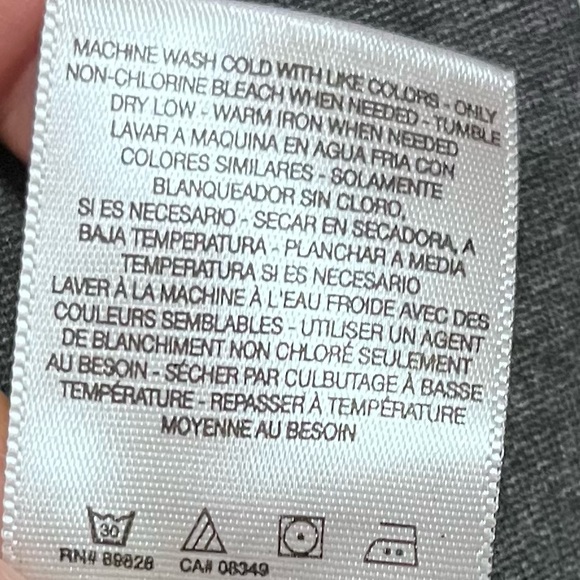 MACHINE WASH COLD WITH LIKE COLORS - ONLY
NON-CHLORINE BLEACH WHEN NEEDED - TUMBLE
DRY LOW - WARM IRON WHEN NEEDED
LAVAR A MAQUINA EN AGUA FRIA CON
COLORES SIMILARES - SOLAMENTE
BLANQUEADOR SIN CLORO,
SI ES NECESARIO - SECAR EN SECADORA, A
BAJA TEMPERATURA - PLANCHAR A MEDIA
TEMPERATURA SI ES NECESARIO
LAVER À LA MACHINE À L'EAU FROIDE AVEC DES
COULEURS SEMBLABLES - UTILISER UN AGENT
DE BLANCHIMENT NON CHLORÉ SEULEMENT
AU BESOIN - SÉCHER PAR CULBUTAGE À BASSE
TEMPÉRATURE - REPASSER À TEMPÉRATURE
MOYENNE AU BESOIN
30
RN# 89828 CA# 08349